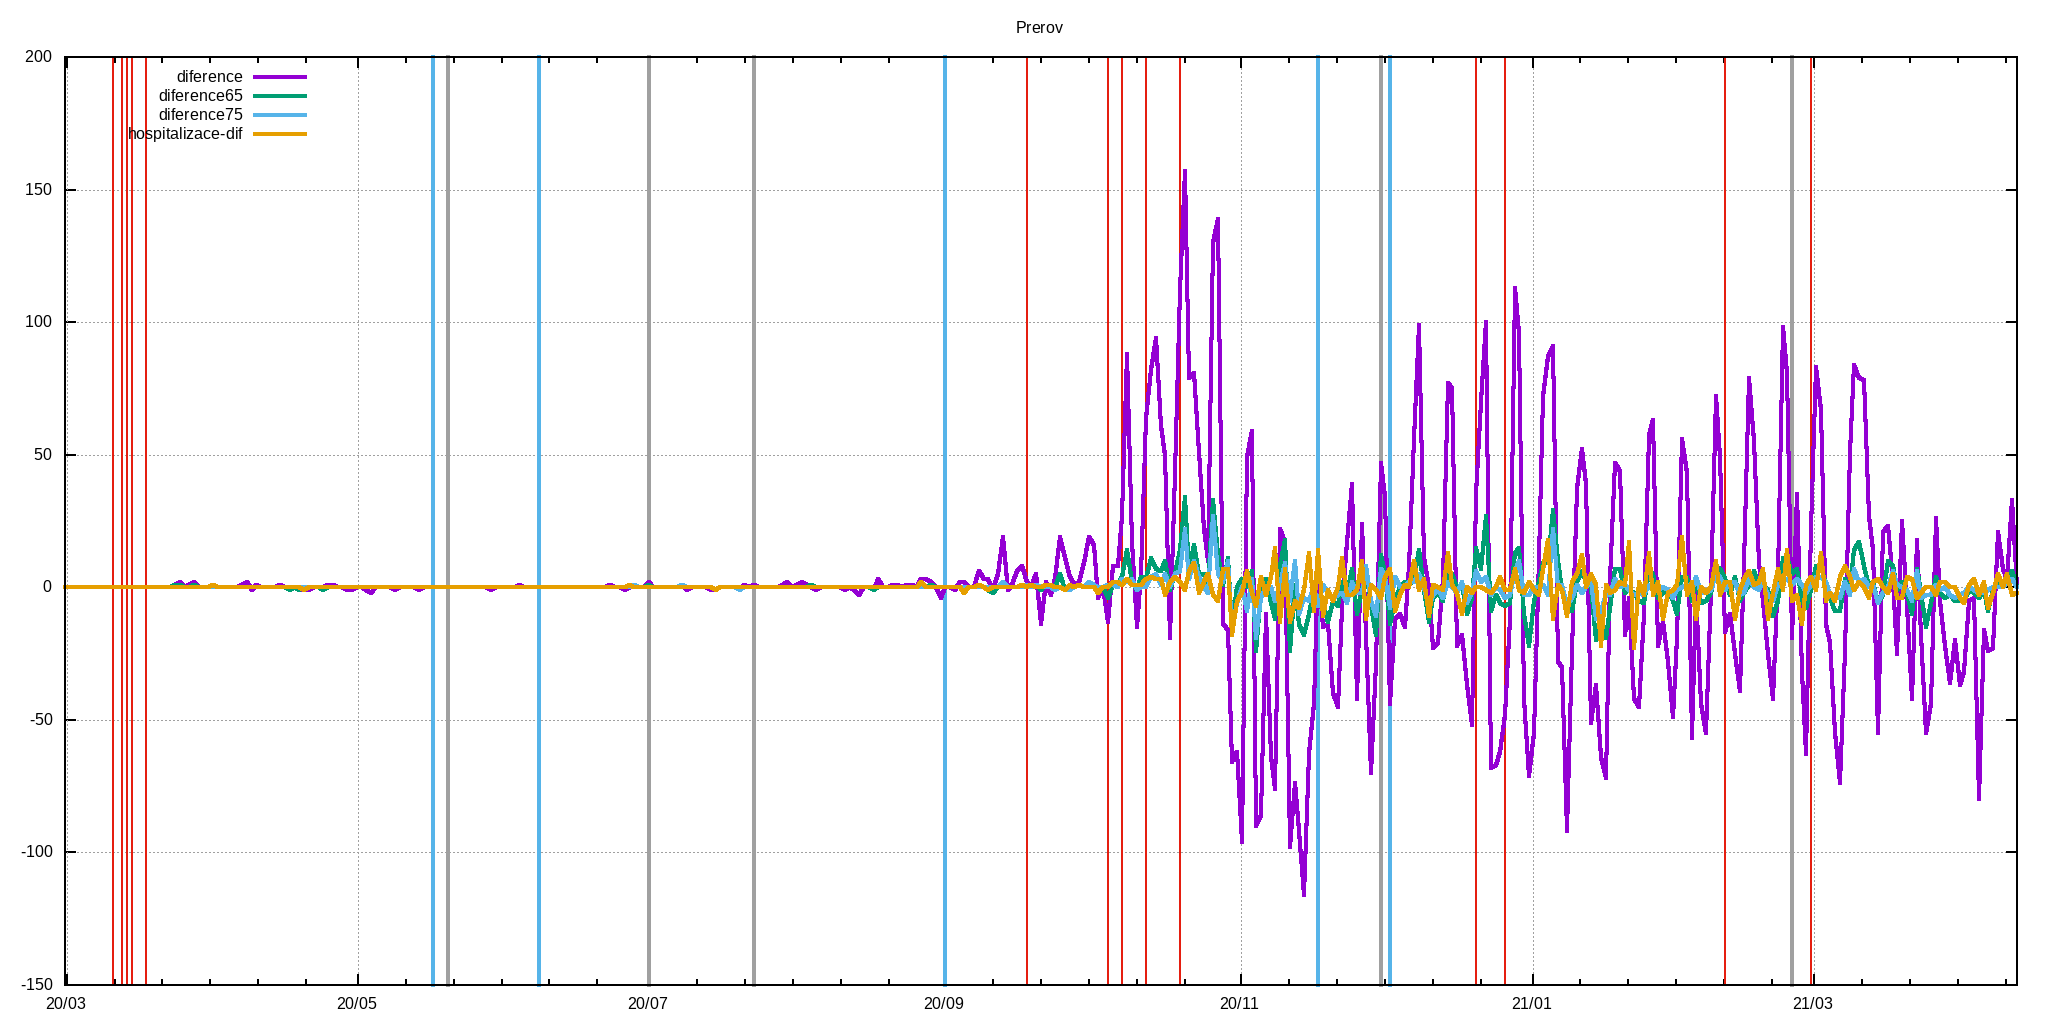 Prerov
200
diference
diference65
diference75
hospitalizace-dif
150
100
50
0
-50
-100
-150
20/03 20/05 20/07 20/09 20/11 21/01 21/03